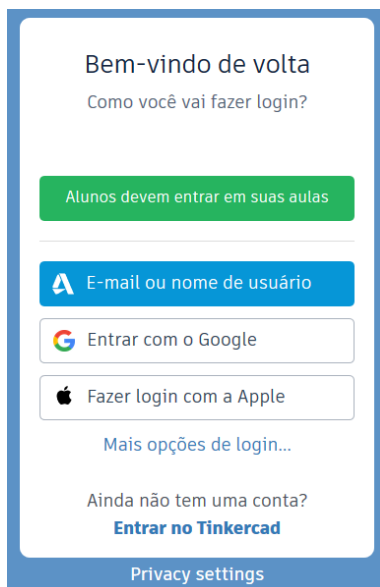 Bem-vindo de volta
Como você vai fazer login?
Alunos devem entrar em suas aulas
E-mail ou nome de usuário
Entrar com o Google
Fazer login com a Apple
Mais opções de login...
Ainda não tem uma conta?
Entrar no Tinkercad
Privacy settings